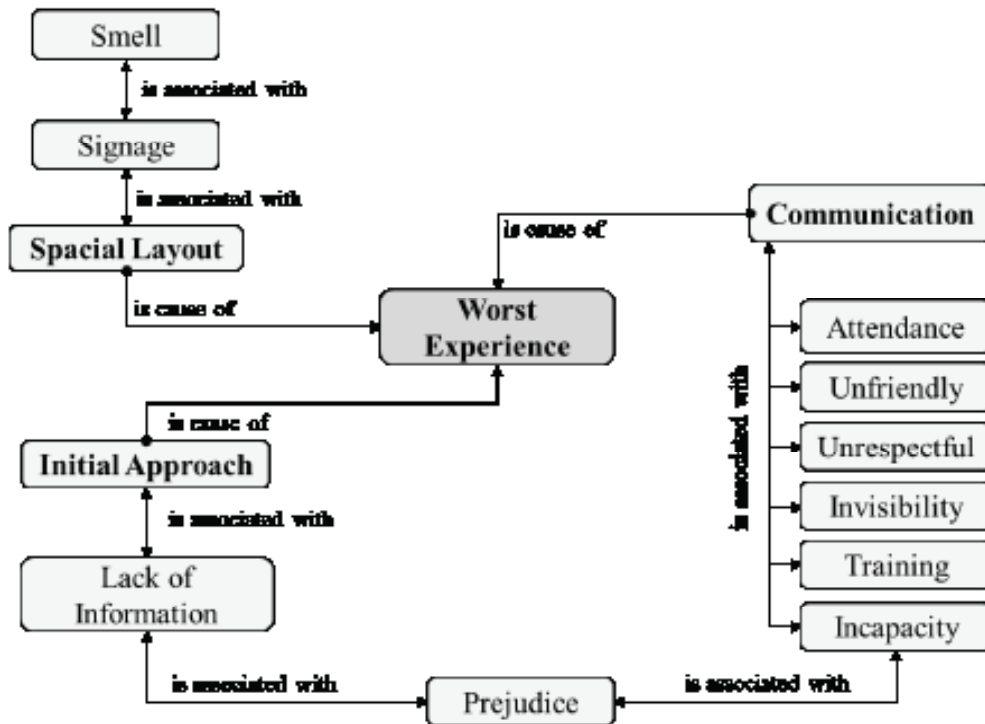 Smell
is associated with
Signage
is associated with
Spacial Layout
is cause of
Communication
is cause of
Worst
Experience
Attendance
Unfriendly
Unrespectful
Invisibility
Training
Incapacity
is associated with
is cause of
Initial Approach
is associated with
Lack of
Information
is associated with
Prejudice
is associated with